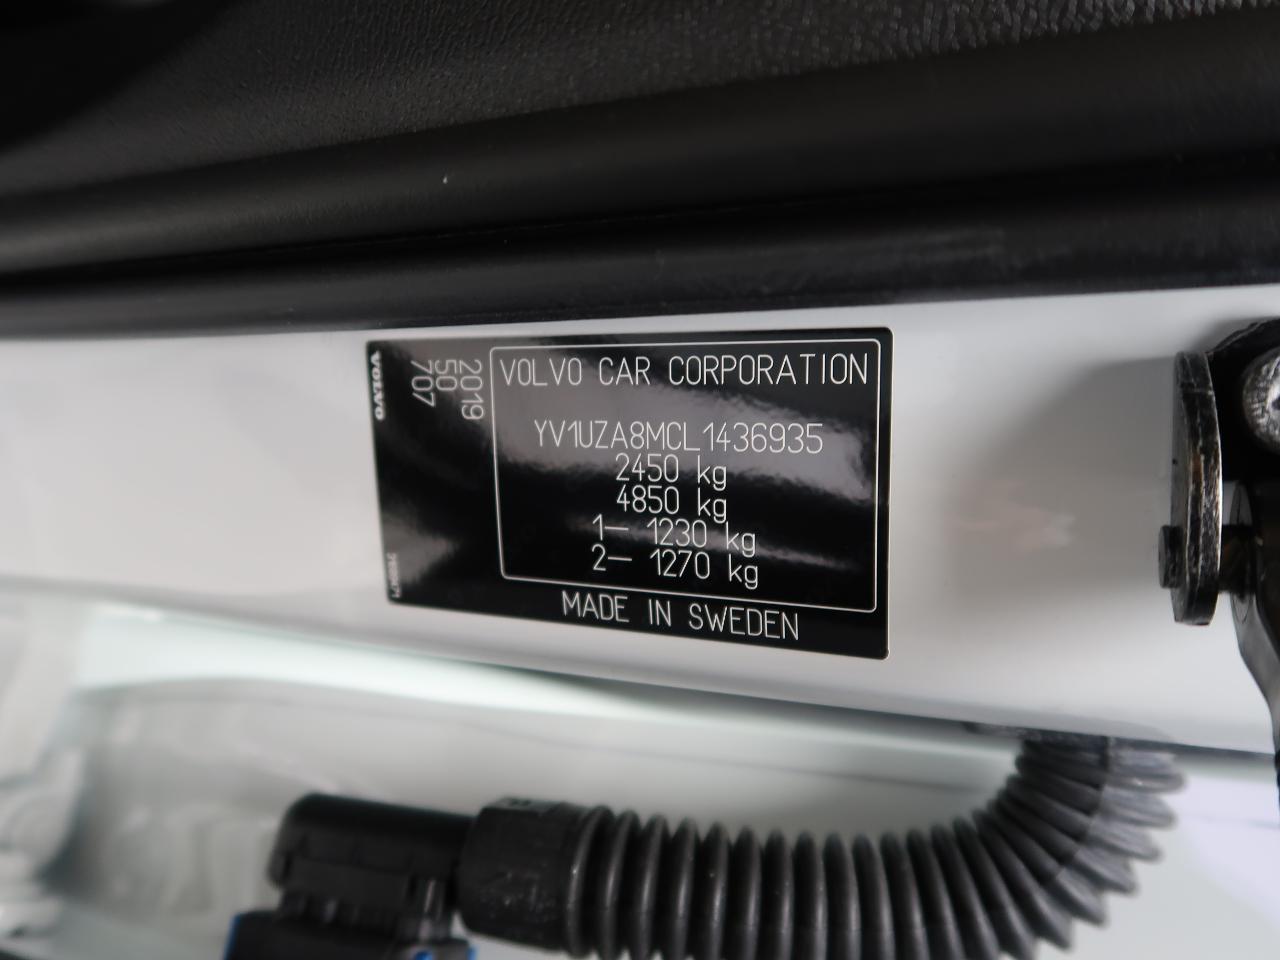 VOLVO CAR CORPORATION
YV1UZA8MCL1436935
2450 kg
4850 kg
1– 1230 kg
2– 1270 kg
MADE IN SWEDEN
2019
50
707
VOLVO